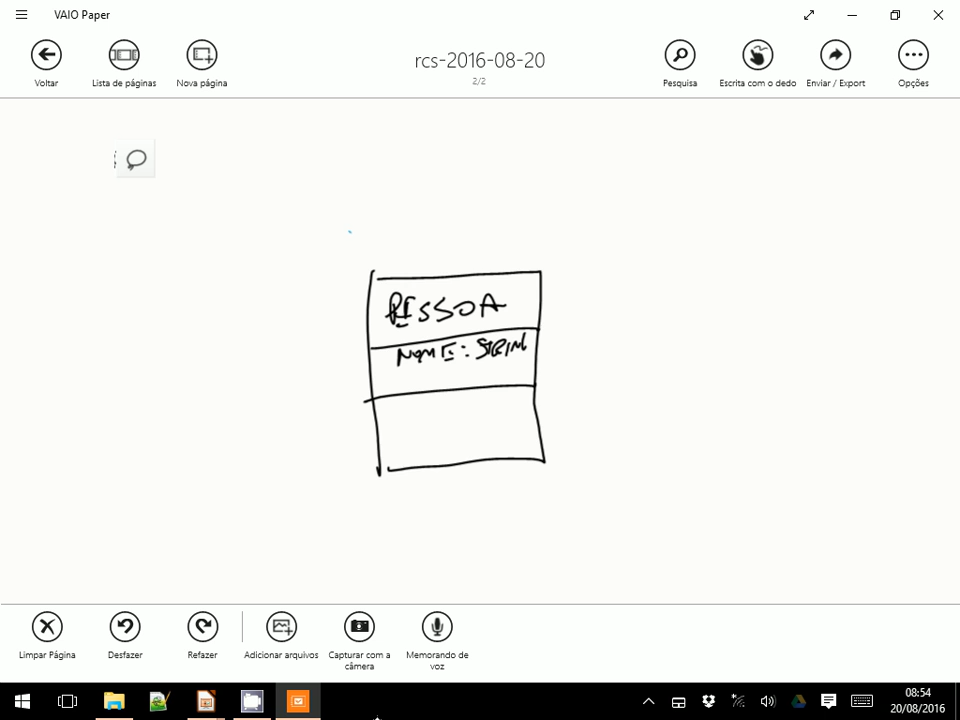 VAIO Paper
Voltar
Lista de páginas
Nova página
rcs-2016-08-20
2/2
Pesquisa
Escrita com o dedo
Enviar / Export
Opções
PESSOA
NOME: STRING
Limpar Página
Desfazer
Refazer
Adicionar arquivos
Capturar com a
câmera
Memorando de
voz
08:54
20/08/2016